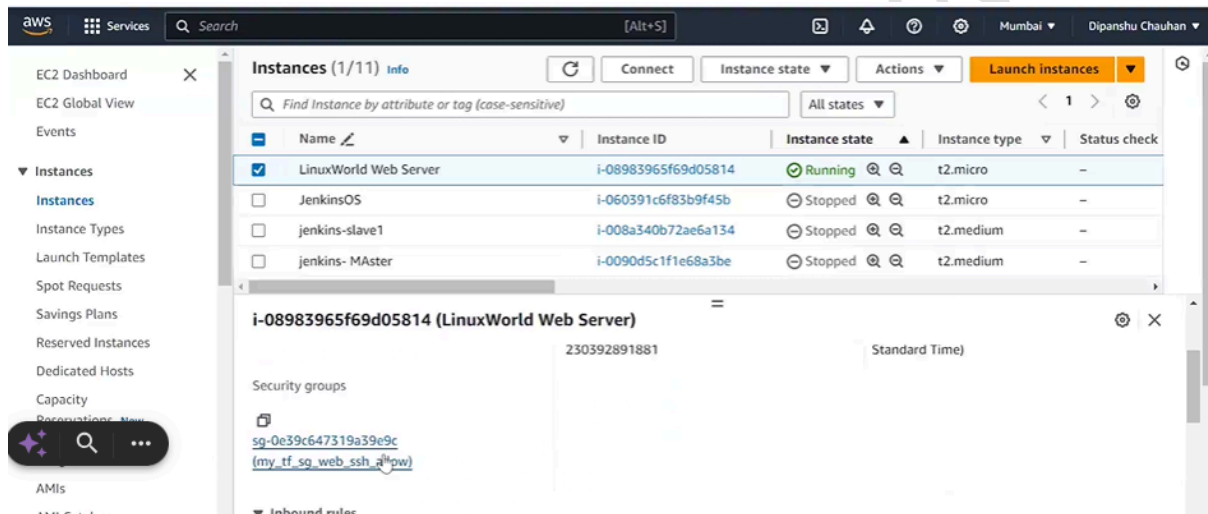 aws Services Search [Alt+S] Mumbai ▼ Dipanshu Chauhan ▼
EC2 Dashboard
EC2 Global View
Events
Instances
Instances
Instance Types
Launch Templates
Spot Requests
Savings Plans
Reserved Instances
Dedicated Hosts
Capacity
Reservations New
AMIs
Instances (1/11) Info Connect Instance state ▼ Actions ▼ Launch instances ▼
Find Instance by attribute or tag (case-sensitive) All states ▼ < 1 >
Name Instance ID Instance state Instance type Status check
LinuxWorld Web Server i-08983965f69d05814 Running t2.micro –
JenkinsOS i-060391c6f83b9f45b Stopped t2.micro –
jenkins-slave1 i-008a340b72ae6a134 Stopped t2.medium –
jenkins- MAster i-0090d5c1f1e68a3be Stopped t2.medium –
i-08983965f69d05814 (LinuxWorld Web Server)
230392891881 Standard Time)
Security groups
sg-0e39c647319a39e9c
(my_tf_sg_web_ssh_allow)
Inbound rules